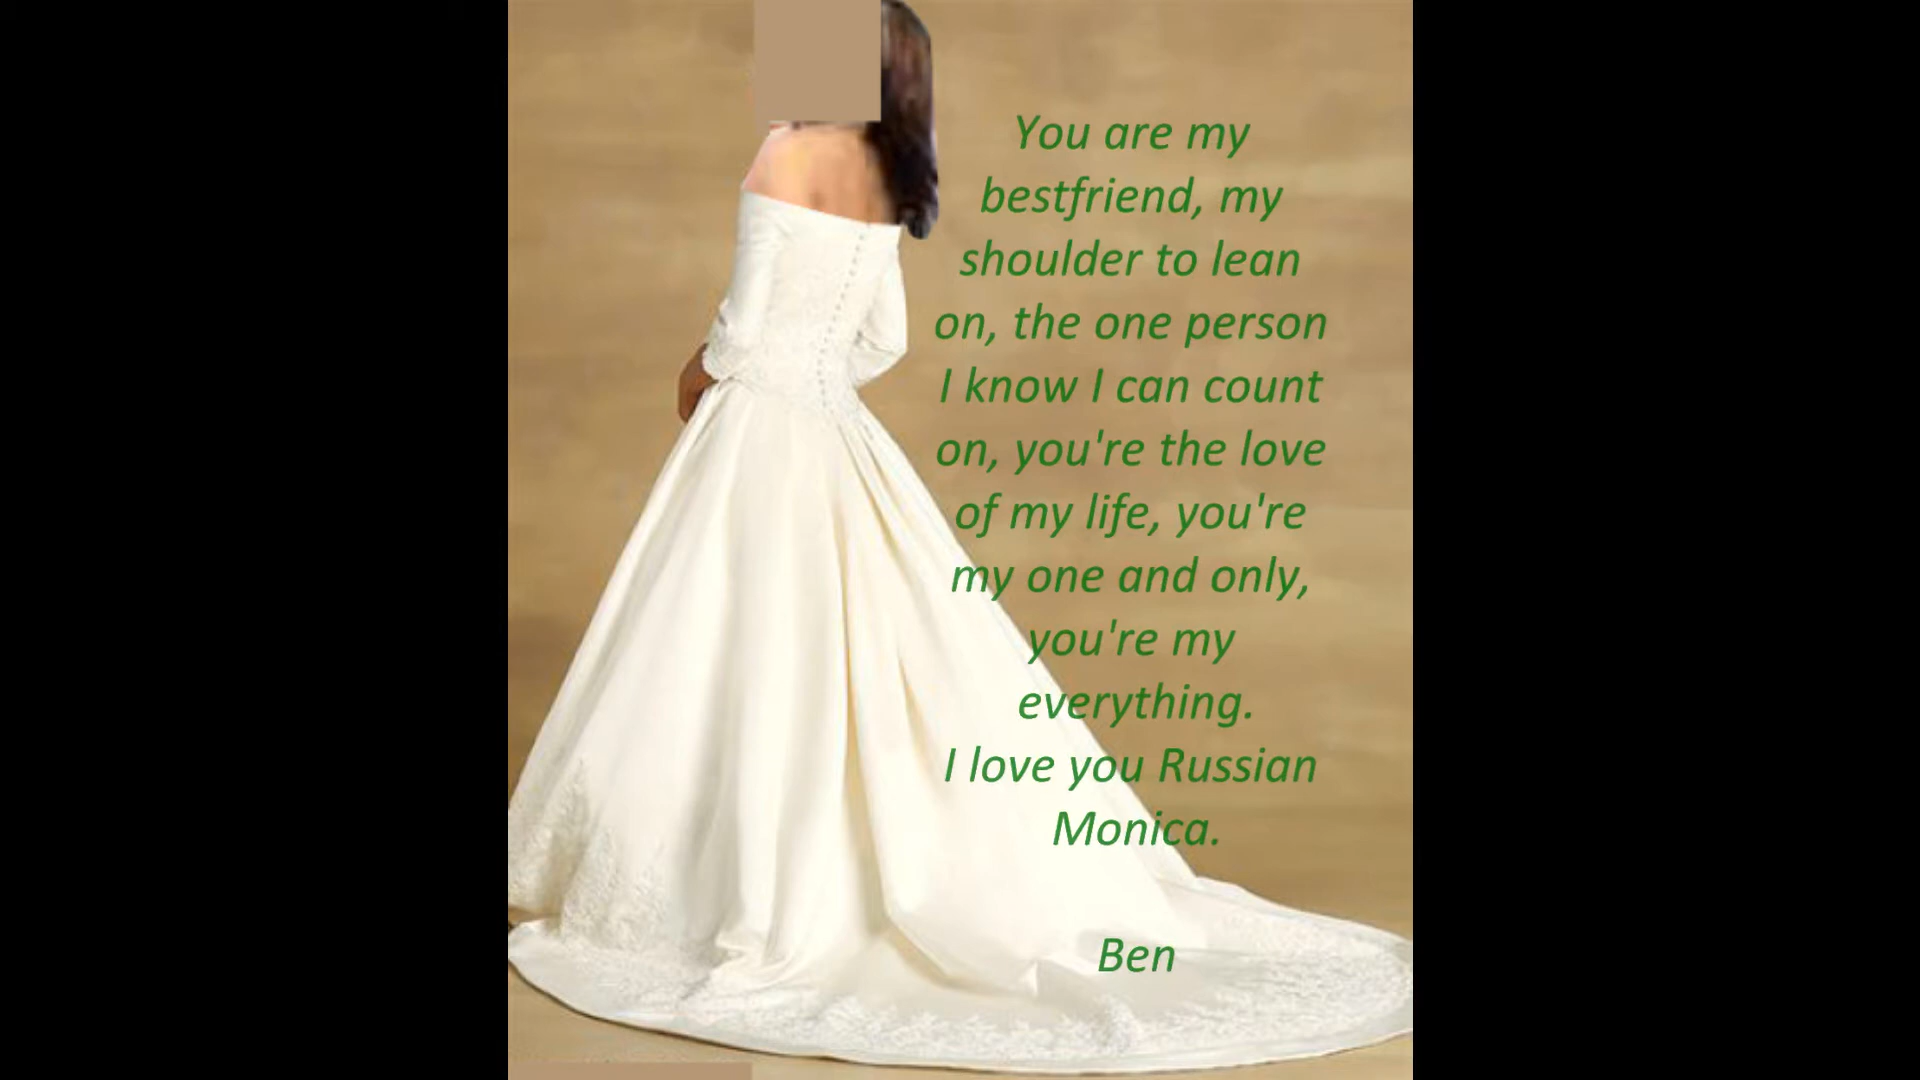 You are my
bestfriend, my
shoulder to lean
on, the one person
I know I can count
on, you're the love
of my life, you're
my one and only,
you're my
everything.
I love you Russian
Monica.
Ben